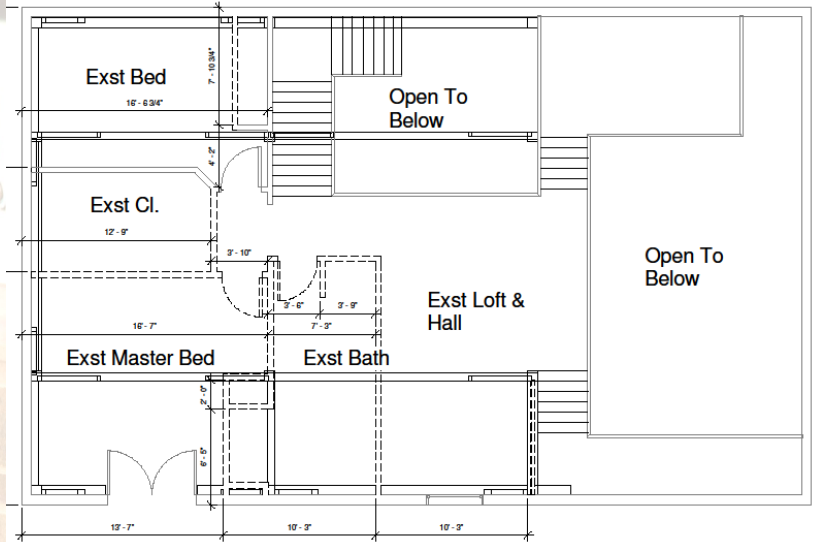 Exst Bed
7' - 10 3/4"
16' - 6 3/4"
Open To
Below
4' - 2"
Exst Cl.
12' - 9"
3' - 10"
Open To
Below
Exst Loft &
Hall
3' - 6"
3' - 9"
16' - 7"
7' - 3"
Exst Master Bed
Exst Bath
2' - 0"
6' - 5"
13' - 7"
10' - 3"
10' - 3"